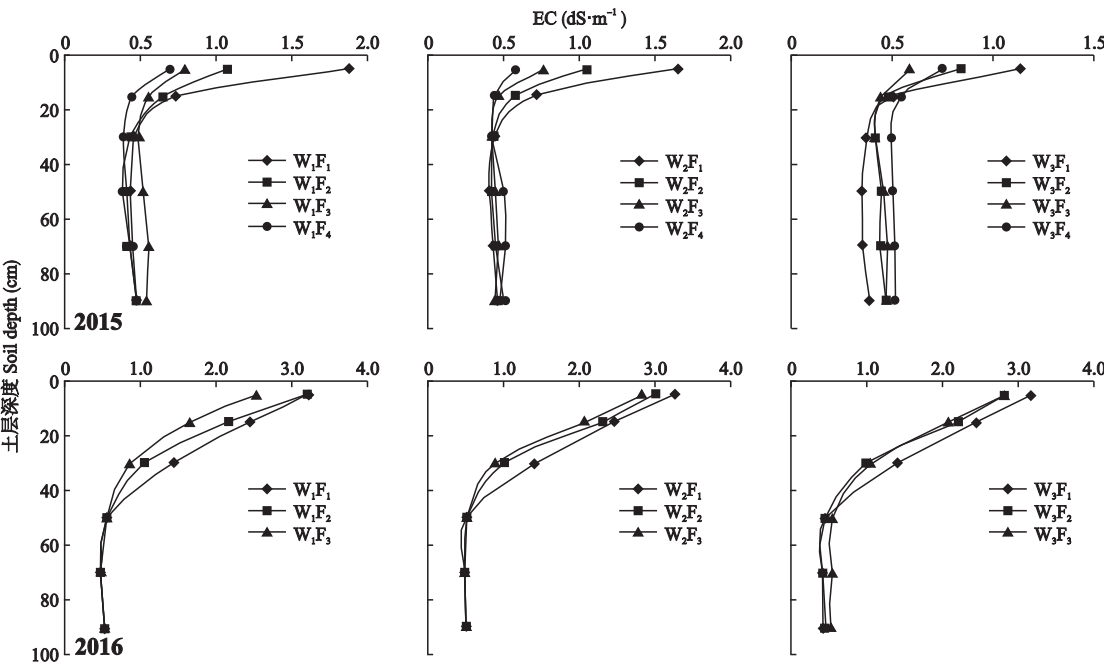 EC (dS·m⁻¹)
0 0.5 1.0 1.5 2.0
0 0.5 1.0 1.5 2.0
0 0.5 1.0 1.5
0
20
40
60
80
100
W₁F₁
W₁F₂
W₁F₃
W₁F₄
W₂F₁
W₂F₂
W₂F₃
W₂F₄
W₃F₁
W₃F₂
W₃F₃
W₃F₄
2015
土层深度 Soil depth (cm)
0 1.0 2.0 3.0 4.0
0 1.0 2.0 3.0 4.0
0 1.0 2.0 3.0 4.0
0
20
40
60
80
100
W₁F₁
W₁F₂
W₁F₃
W₂F₁
W₂F₂
W₂F₃
W₃F₁
W₃F₂
W₃F₃
2016